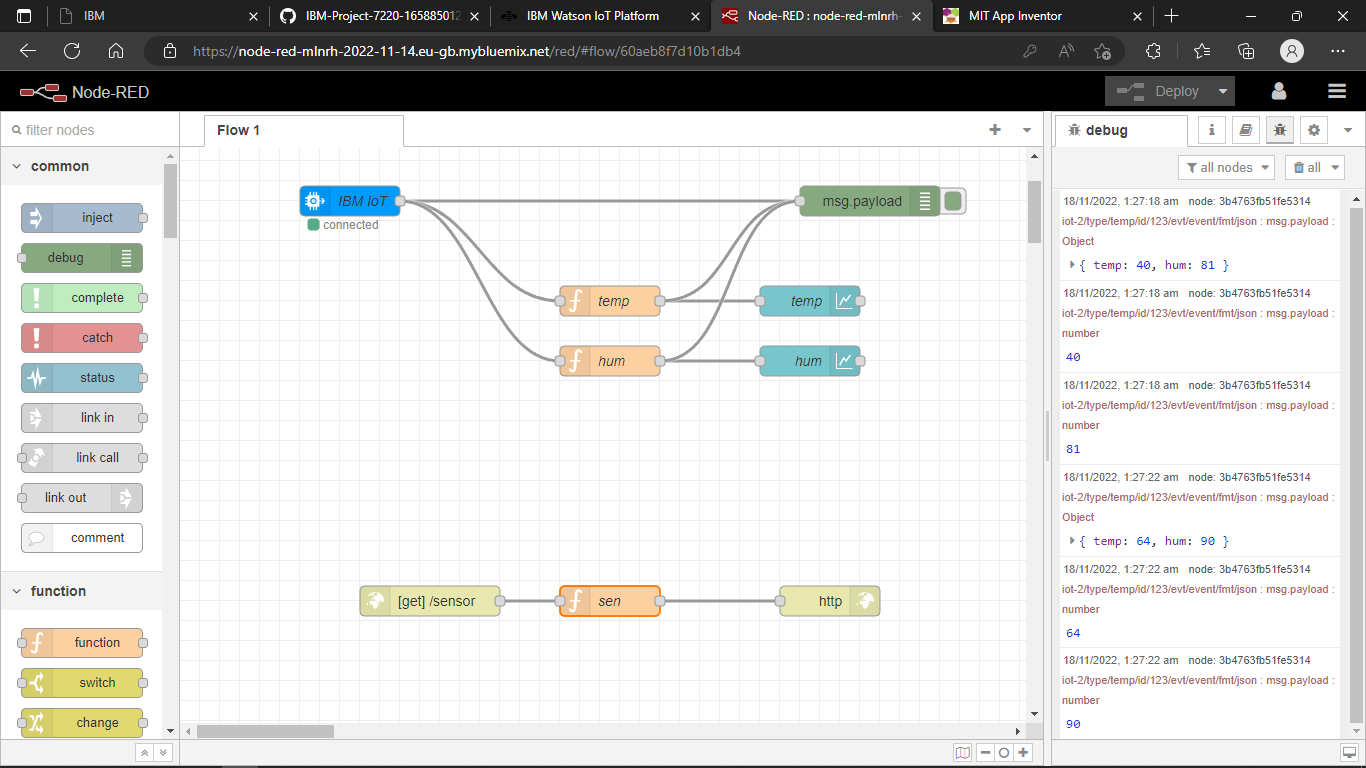 IBM
IBM-Project-7220-165885012
IBM Watson IoT Platform
Node-RED : node-red-mlnrh-
MIT App Inventor
https://node-red-mlnrh-2022-11-14.eu-gb.mybluemix.net/red/#flow/60aeb8f7d10b1db4
Node-RED
Deploy
filter nodes
common
inject
debug
complete
catch
status
link in
link call
link out
comment
function
function
switch
change
Flow 1
IBM IoT
connected
msg.payload
temp
temp
hum
hum
[get] /sensor
sen
http
debug
all nodes
all
18/11/2022, 1:27:18 am node: 3b4763fb51fe5314
iot-2/type/temp/id/123/evt/event/fmt/json : msg.payload :
Object
{ temp: 40, hum: 81 }
18/11/2022, 1:27:18 am node: 3b4763fb51fe5314
iot-2/type/temp/id/123/evt/event/fmt/json : msg.payload :
number
40
18/11/2022, 1:27:18 am node: 3b4763fb51fe5314
iot-2/type/temp/id/123/evt/event/fmt/json : msg.payload :
number
81
18/11/2022, 1:27:22 am node: 3b4763fb51fe5314
iot-2/type/temp/id/123/evt/event/fmt/json : msg.payload :
Object
{ temp: 64, hum: 90 }
18/11/2022, 1:27:22 am node: 3b4763fb51fe5314
iot-2/type/temp/id/123/evt/event/fmt/json : msg.payload :
number
64
18/11/2022, 1:27:22 am node: 3b4763fb51fe5314
iot-2/type/temp/id/123/evt/event/fmt/json : msg.payload :
number
90